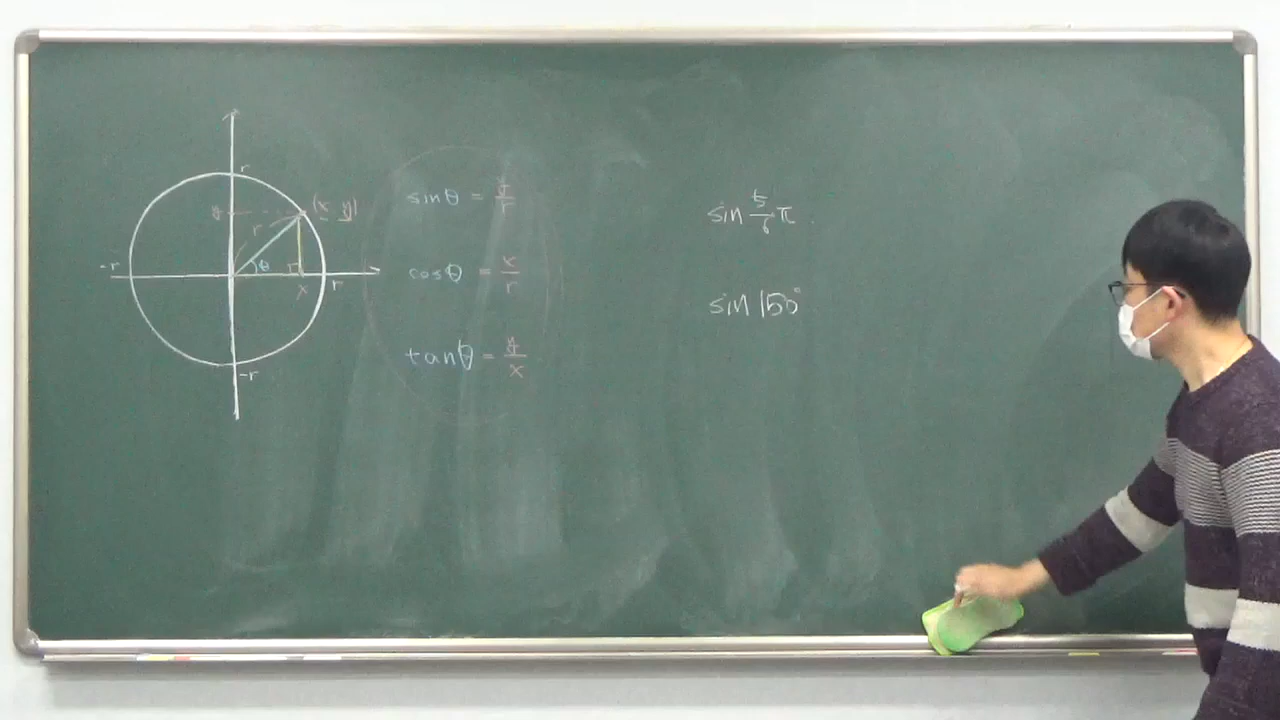 r
y
(x, y)
r
θ
-r
x
r
-r
sinθ = y/r
cosθ = x/r
tanθ = y/x
sin 5/6 π
sin 150°